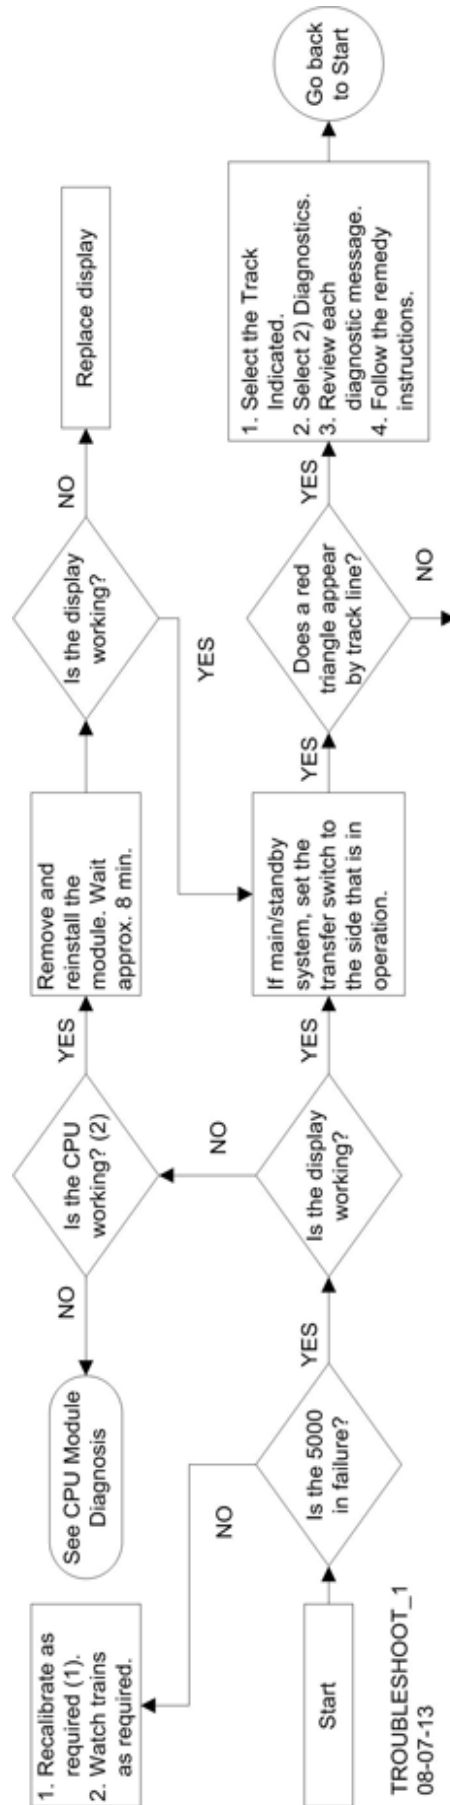 1. Recalibrate as
required (1).
2. Watch trains
as required.
See CPU Module
Diagnosis
NO
Is the CPU
working? (2)
YES
Remove and
reinstall the
module. Wait
approx. 8 min.
Is the display
working?
NO
Replace display
NO
NO
YES
Start
Is the 5000
in failure?
YES
Is the display
working?
YES
If main/standby
system, set the
transfer switch to
the side that is in
operation.
YES
Does a red
triangle appear
by track line?
YES
1. Select the Track
Indicated.
2. Select 2) Diagnostics.
3. Review each
diagnostic message.
4. Follow the remedy
instructions.
Go back
to Start
NO
TROUBLESHOOT_1
08-07-13